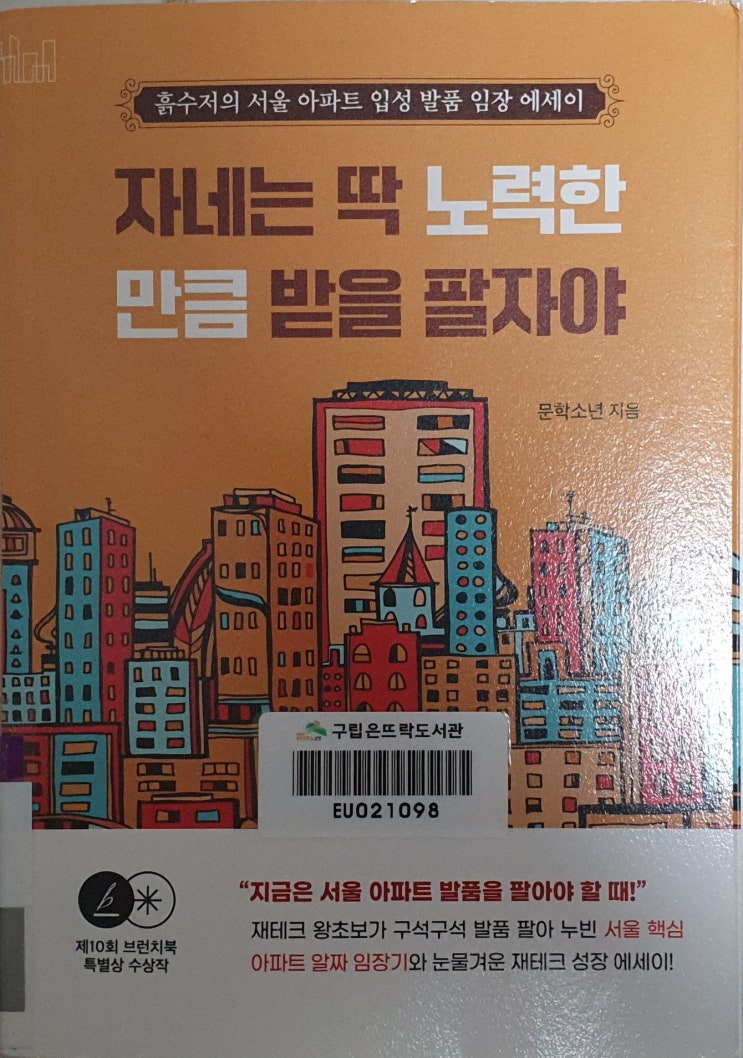 흙수저의 서울 아파트 입성 발품 임장 에세이
자네는 딱 노력한
만큼 받을 팔자야
문학소년 지음
구립은뜨락도서관
EU021098
b
제10회 브런치북
특별상 수상작
“지금은 서울 아파트 발품을 팔아야 할 때!”
재테크 왕초보가 구석구석 발품 팔아 누빈 서울 핵심
아파트 알짜 임장기와 눈물겨운 재테크 성장 에세이!